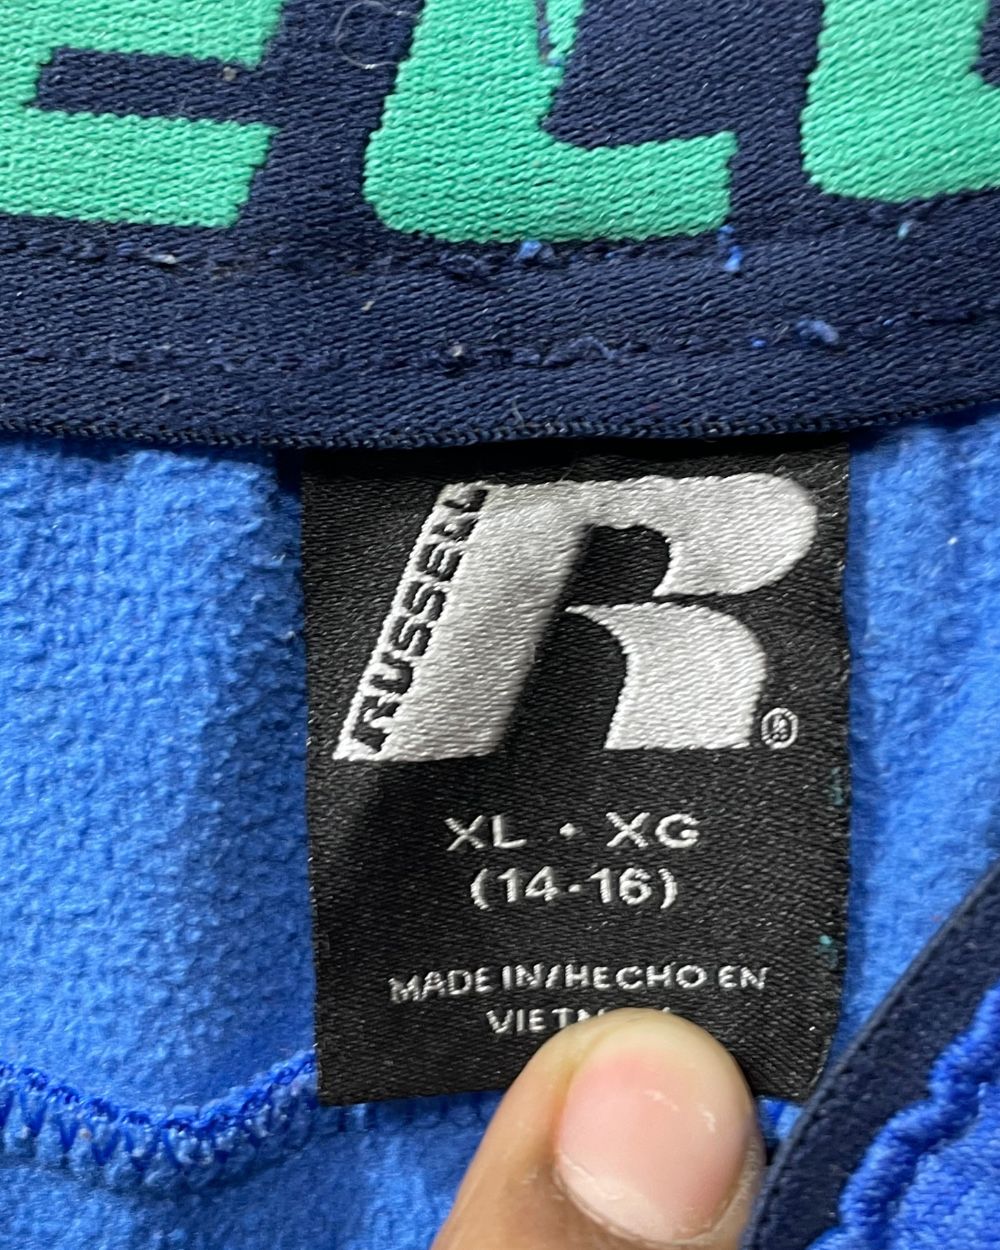 RUSSELL
R
®
XL • XG
(14-16)
MADE IN/HECHO EN